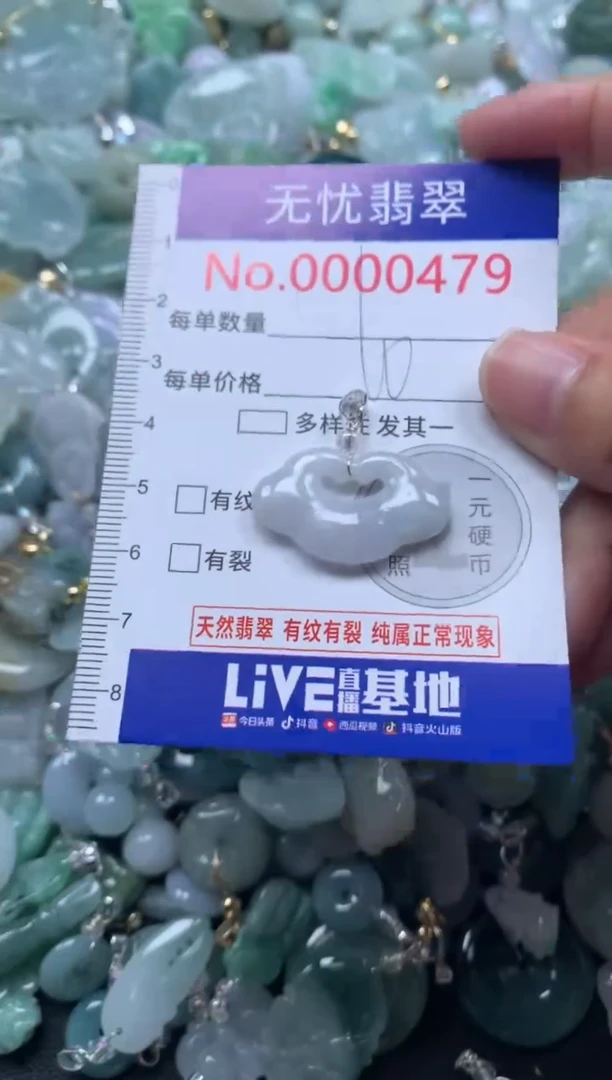 无忧翡翠
No.0000479
0
1
2
3
4
5
6
7
8
每单数量
每单价格
10
多样 发其一
有纹
有裂
一元硬币
照
天然翡翠 有纹有裂 纯属正常现象
LiVE直播基地
今日头条 抖音 西瓜视频 抖音火山版